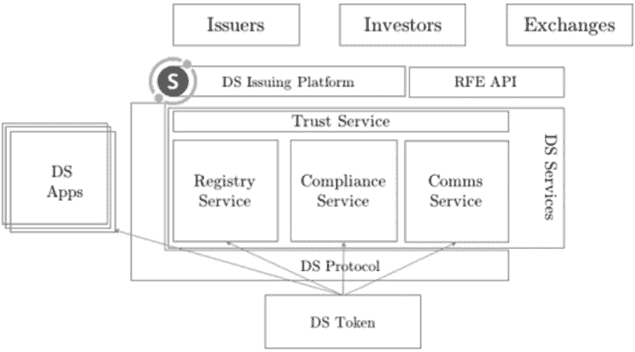 Issuers
Investors
Exchanges
S
DS Issuing Platform
RFE API
Trust Service
DS Services
DS
Apps
Registry
Service
Compliance
Service
Comms
Service
DS Protocol
DS Token